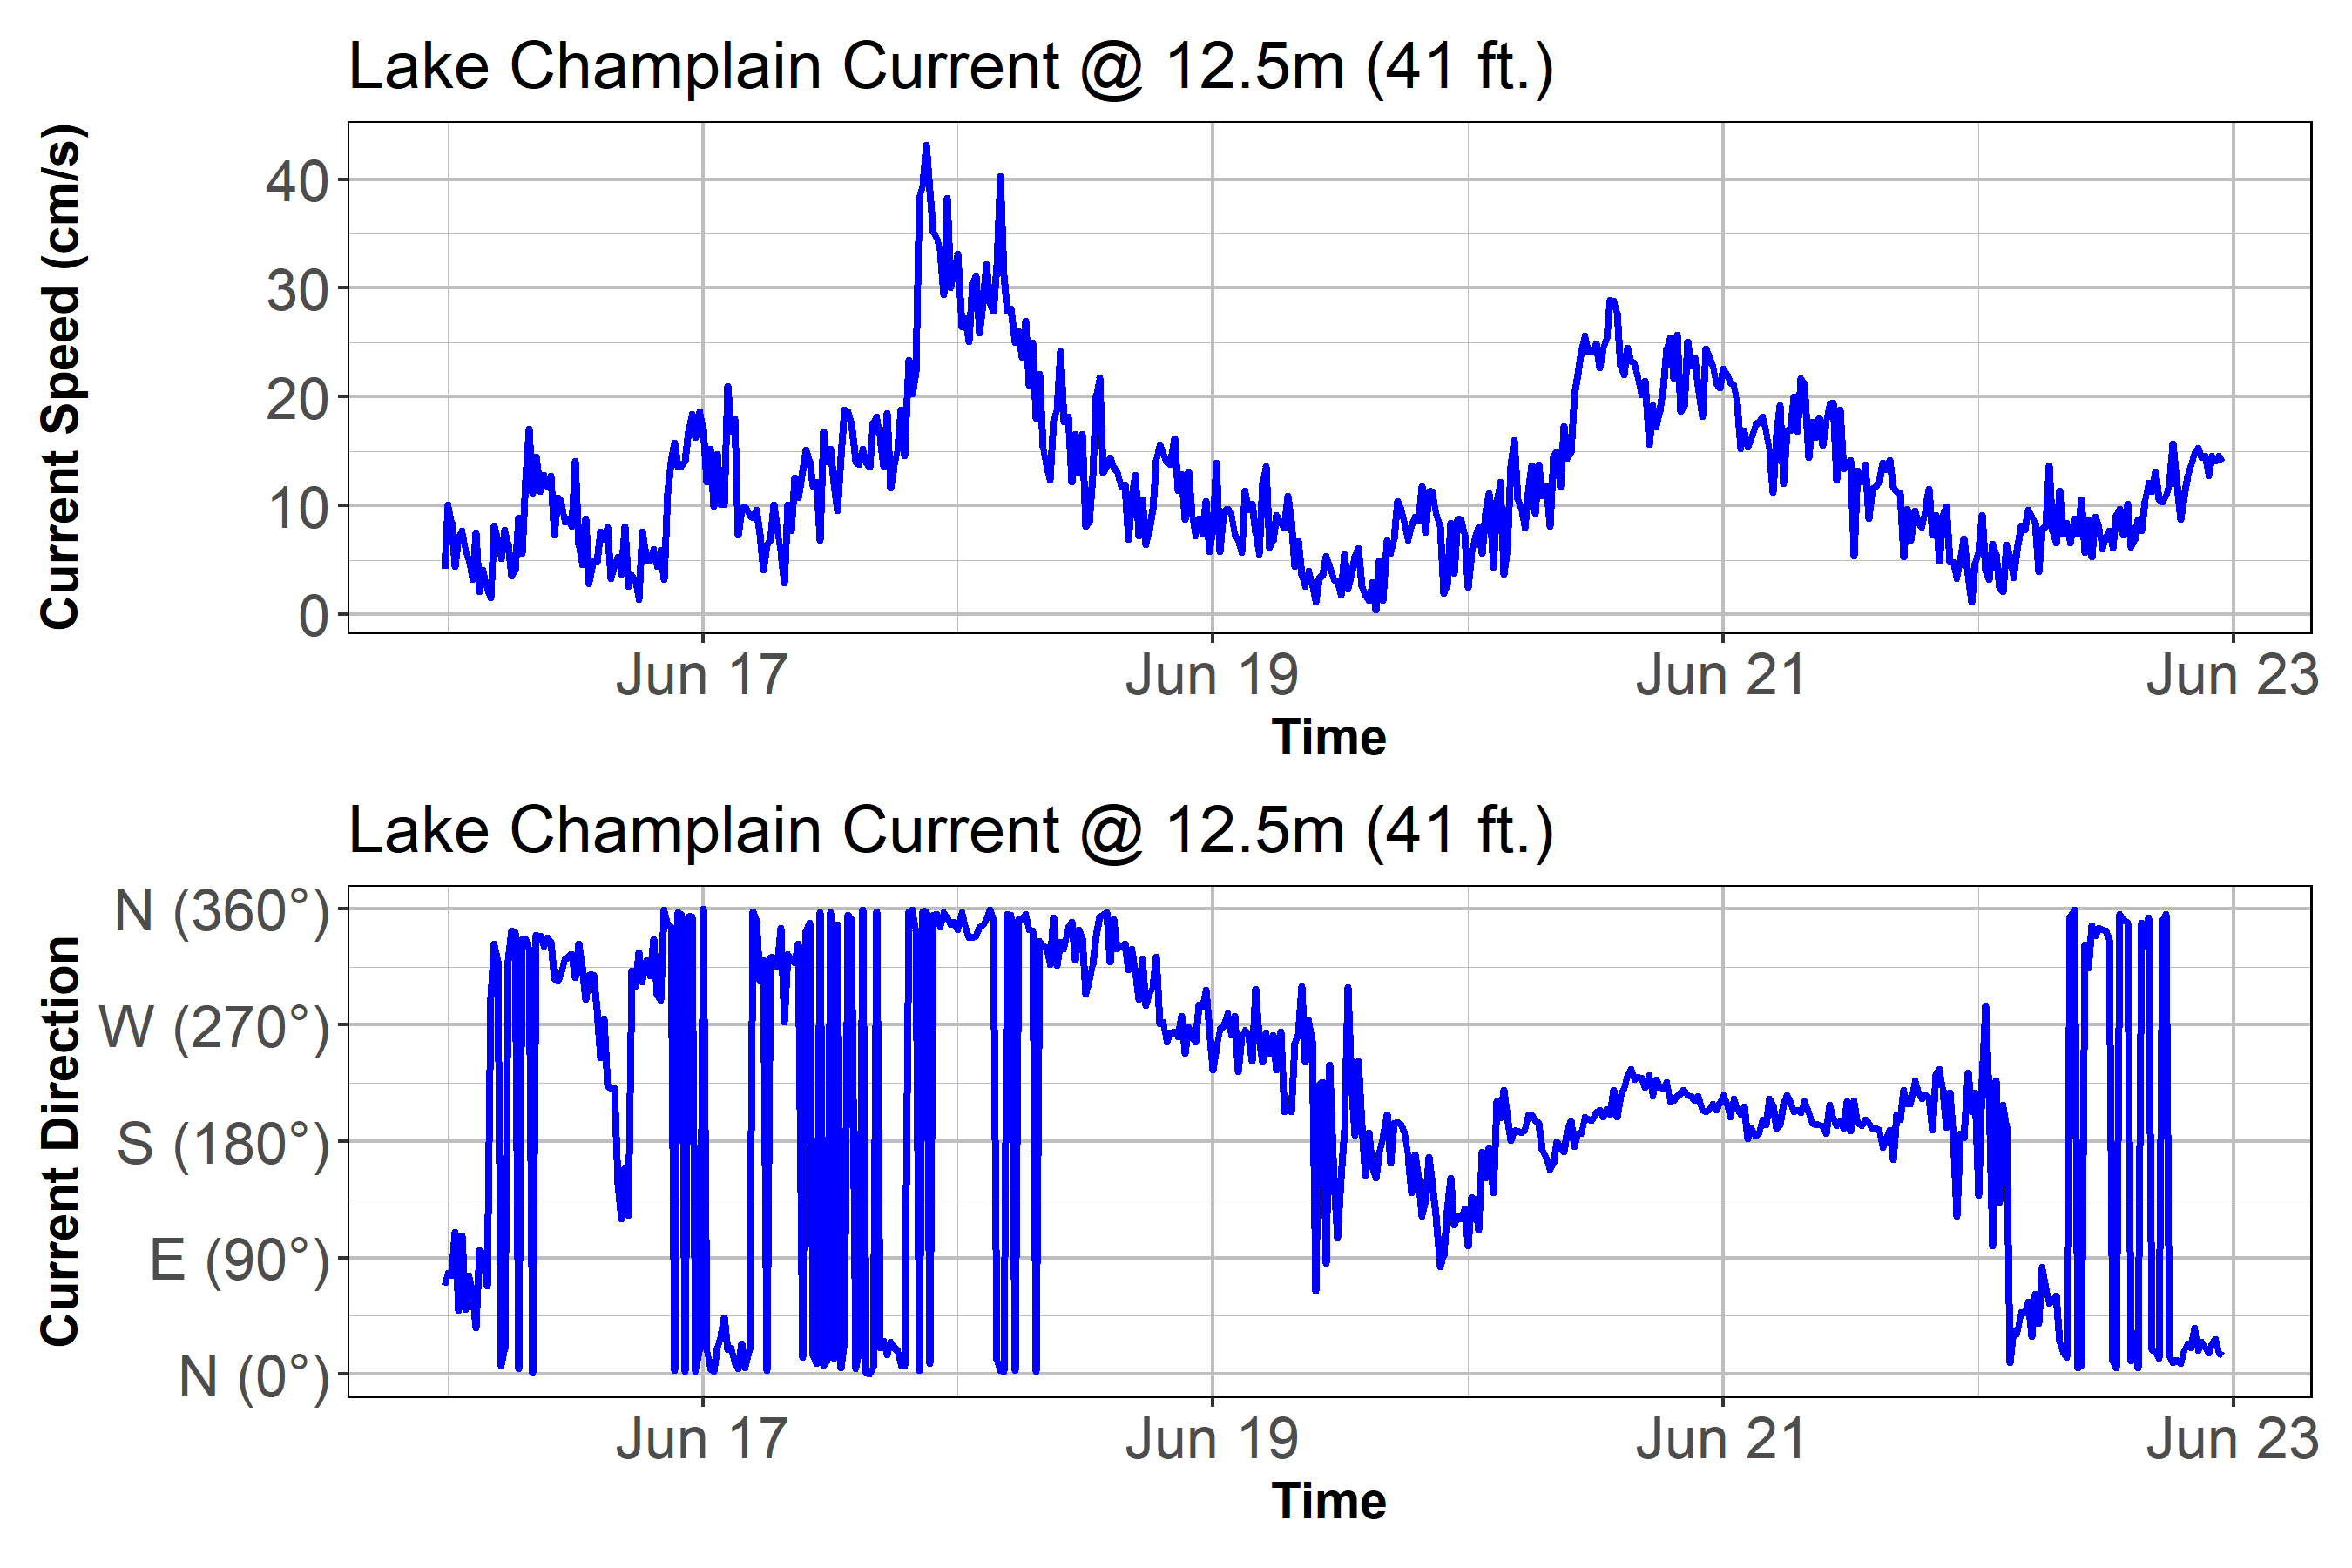 Lake Champlain Current @ 12.5m (41 ft.)
Current Speed (cm/s)
40
30
20
10
0
Jun 17 Jun 19 Jun 21 Jun 23
Time
Lake Champlain Current @ 12.5m (41 ft.)
Current Direction
N (360°)
W (270°)
S (180°)
E (90°)
N (0°)
Jun 17 Jun 19 Jun 21 Jun 23
Time